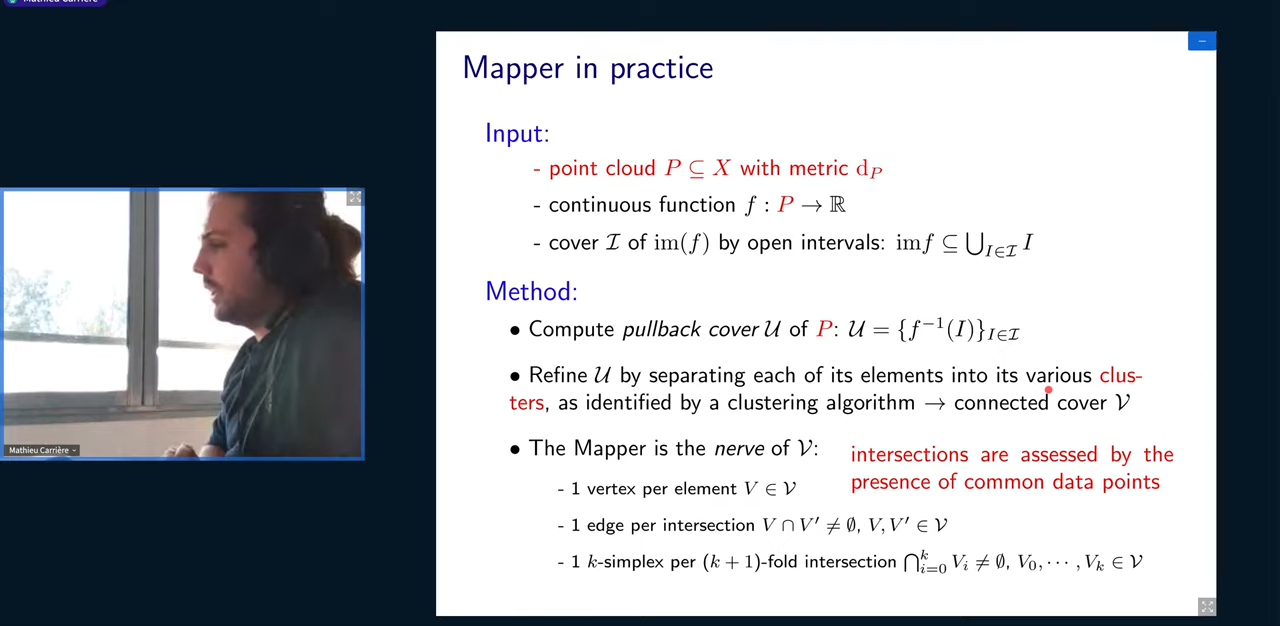 Mathieu Carrière
Mapper in practice
Input:
- point cloud P ⊆ X with metric d_P
- continuous function f : P → ℝ
- cover ℐ of im(f) by open intervals: imf ⊆ ⋃_{I∈ℐ} I
Method:
• Compute pullback cover 𝒰 of P: 𝒰 = {f⁻¹(I)}_{I∈ℐ}
• Refine 𝒰 by separating each of its elements into its various clus-
ters, as identified by a clustering algorithm → connected cover 𝒱
• The Mapper is the nerve of 𝒱:
intersections are assessed by the
presence of common data points
- 1 vertex per element V ∈ 𝒱
- 1 edge per intersection V ∩ V′ ≠ ∅, V, V′ ∈ 𝒱
- 1 k-simplex per (k + 1)-fold intersection ⋂_{i=0}^{k} V_i ≠ ∅, V_0, ⋯ , V_k ∈ 𝒱
Mathieu Carrière